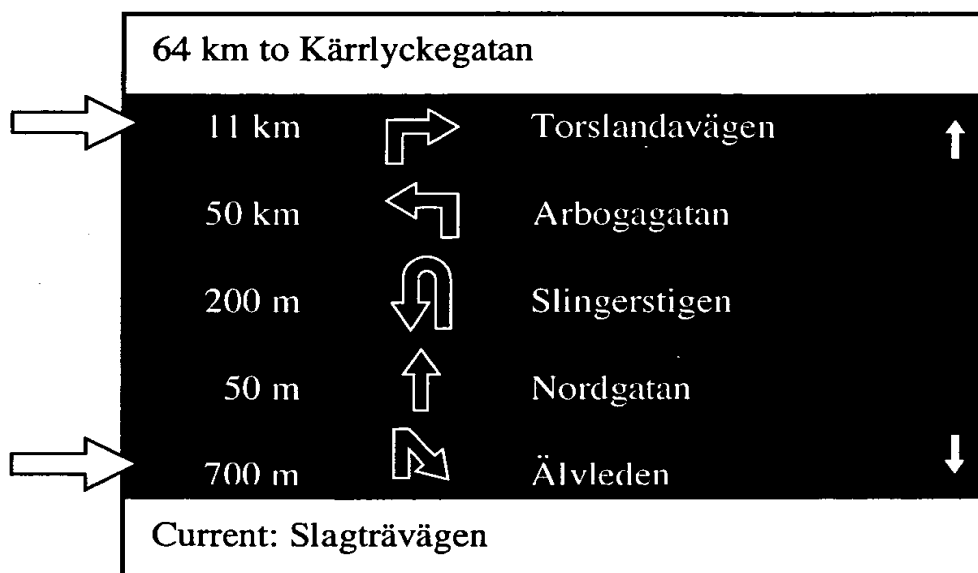 64 km to Kärrlyckegatan
11 km Torslandavägen
50 km Arbogagatan
200 m Slingerstigen
50 m Nordgatan
700 m Älvleden
Current: Slagträvägen